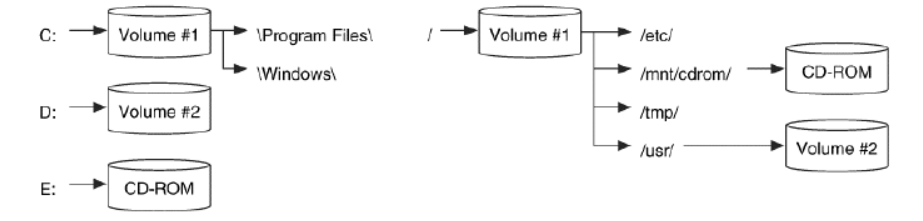 C: Volume #1 \Program Files\
\Windows\
D: Volume #2
E: CD-ROM
/ Volume #1 /etc/
/mnt/cdrom/ CD-ROM
/tmp/
/usr/ Volume #2